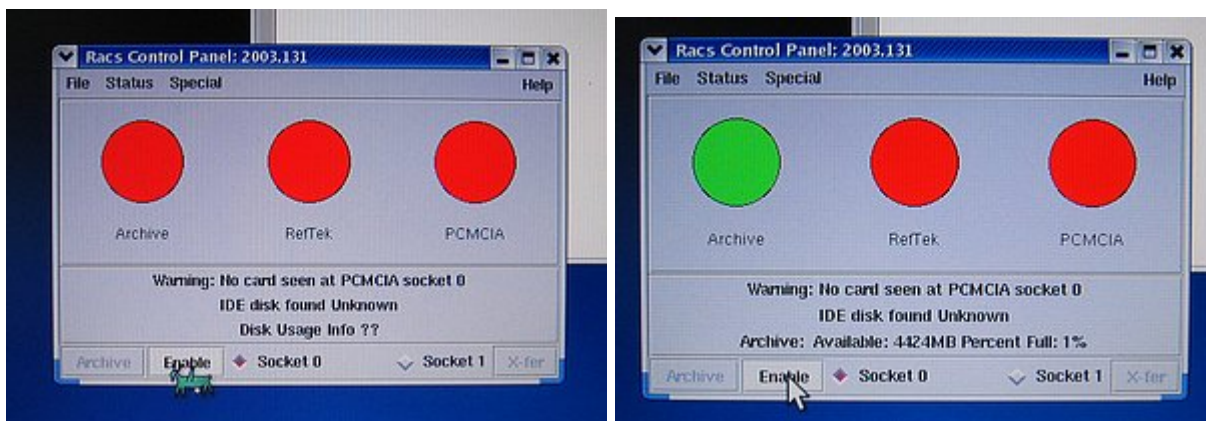 Racs Control Panel: 2003,131
File Status Special Help
Archive RefTek PCMCIA
Warning: No card seen at PCMCIA socket 0
IDE disk found Unknown
Disk Usage Info ??
Archive Enable Socket 0 Socket 1 X-fer
Racs Control Panel: 2003,131
File Status Special Help
Archive RefTek PCMCIA
Warning: No card seen at PCMCIA socket 0
IDE disk found Unknown
Archive: Available: 4424MB Percent Full: 1%
Archive Enable Socket 0 Socket 1 X-fer